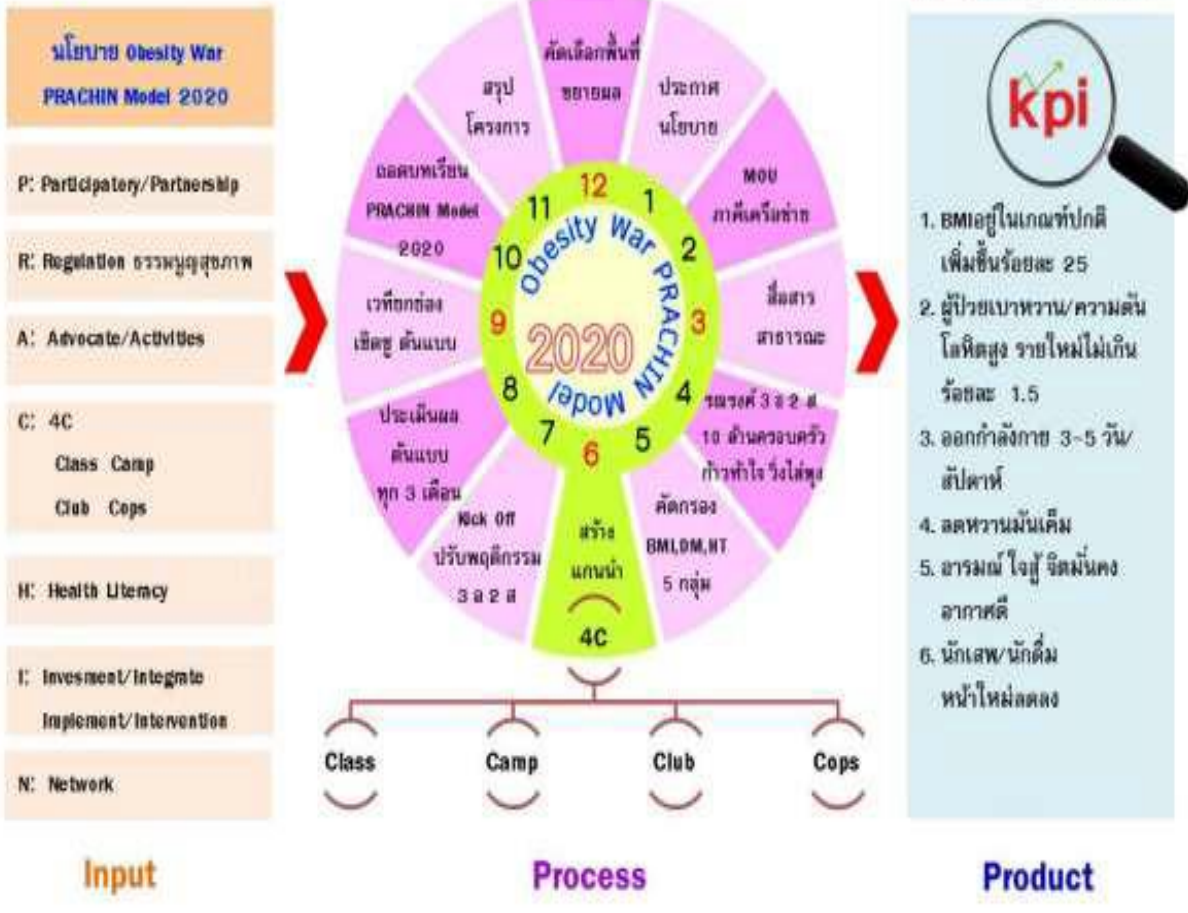 นโยบาย Obesity War
PRACHIN Model 2020
P: Participatory/Partnership
R: Regulation ธรรมนูญสุขภาพ
A: Advocate/Activities
C: 4C
Class Camp
Club Cops
H: Health Literacy
I: Invesment/Integrate
Implement/Intervention
N: Network
Input
คัดเลือกพื้นที่
ขยายผล
ประกาศ
นโยบาย
MOU
ภาคีเครือข่าย
สื่อสาร
สาธารณะ
รณรงค์ 3 อ 2 ส
10 ล้านครอบครัว
ก้าวท้าใจ วิ่งไล่พุง
คัดกรอง
BMI,DM,HT
5 กลุ่ม
สร้าง
แกนนำ
4C
Kick Off
ปรับพฤติกรรม
3 อ 2 ส
ประเมินผล
ต้นแบบ
ทุก 3 เดือน
เวทียกย่อง
เชิดชู ต้นแบบ
ถอดบทเรียน
PRACHIN Model
2020
สรุป
โครงการ
12
1
2
3
4
5
6
7
8
9
10
11
Obesity War PRACHIN Model
2020
Class
Camp
Club
Cops
Process
kpi
1. BMIอยู่ในเกณฑ์ปกติ
เพิ่มขึ้นร้อยละ 25
2. ผู้ป่วยเบาหวาน/ความดัน
โลหิตสูง รายใหม่ไม่เกิน
ร้อยละ 1.5
3. ออกกำลังกาย 3-5 วัน/
สัปดาห์
4. ลดหวานมันเค็ม
5. อารมณ์ ใจสู้ จิตมั่นคง
อากาศดี
6. นักเสพ/นักดื่ม
หน้าใหม่ลดลง
Product